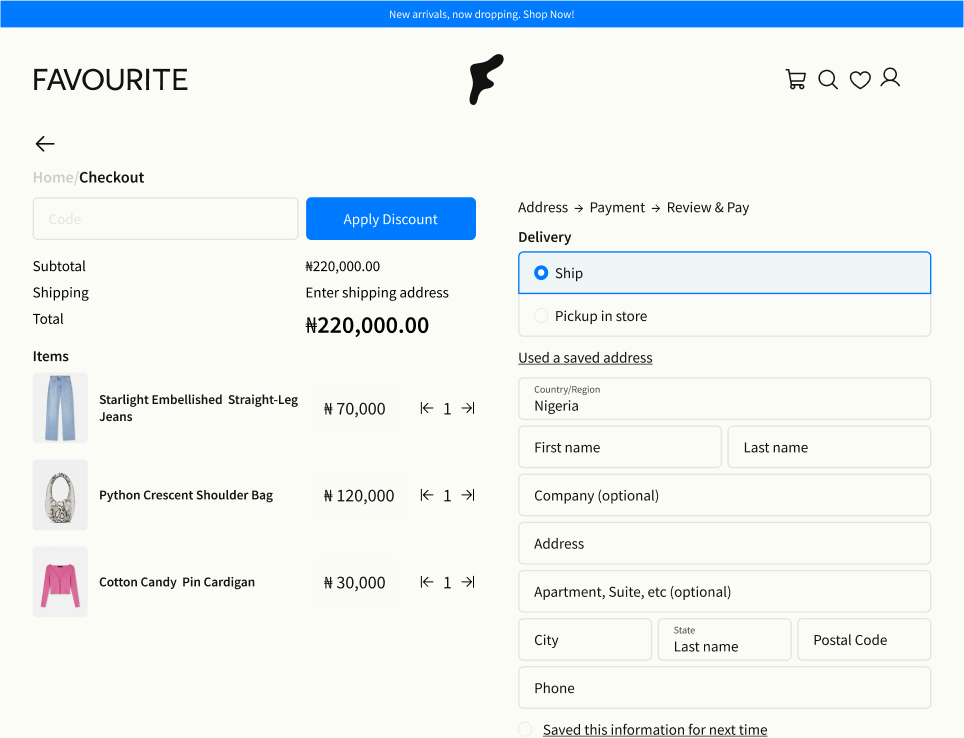 New arrivals, now dropping. Shop Now!
FAVOURITE
Home/Checkout
Code
Apply Discount
Subtotal ₦220,000.00
Shipping Enter shipping address
Total ₦220,000.00
Items
Starlight Embellished Straight-Leg
Jeans
₦ 70,000 1
Python Crescent Shoulder Bag ₦ 120,000 1
Cotton Candy Pin Cardigan ₦ 30,000 1
Address → Payment → Review & Pay
Delivery
Ship
Pickup in store
Used a saved address
Country/Region
Nigeria
First name Last name
Company (optional)
Address
Apartment, Suite, etc (optional)
City
State
Last name
Postal Code
Phone
Saved this information for next time